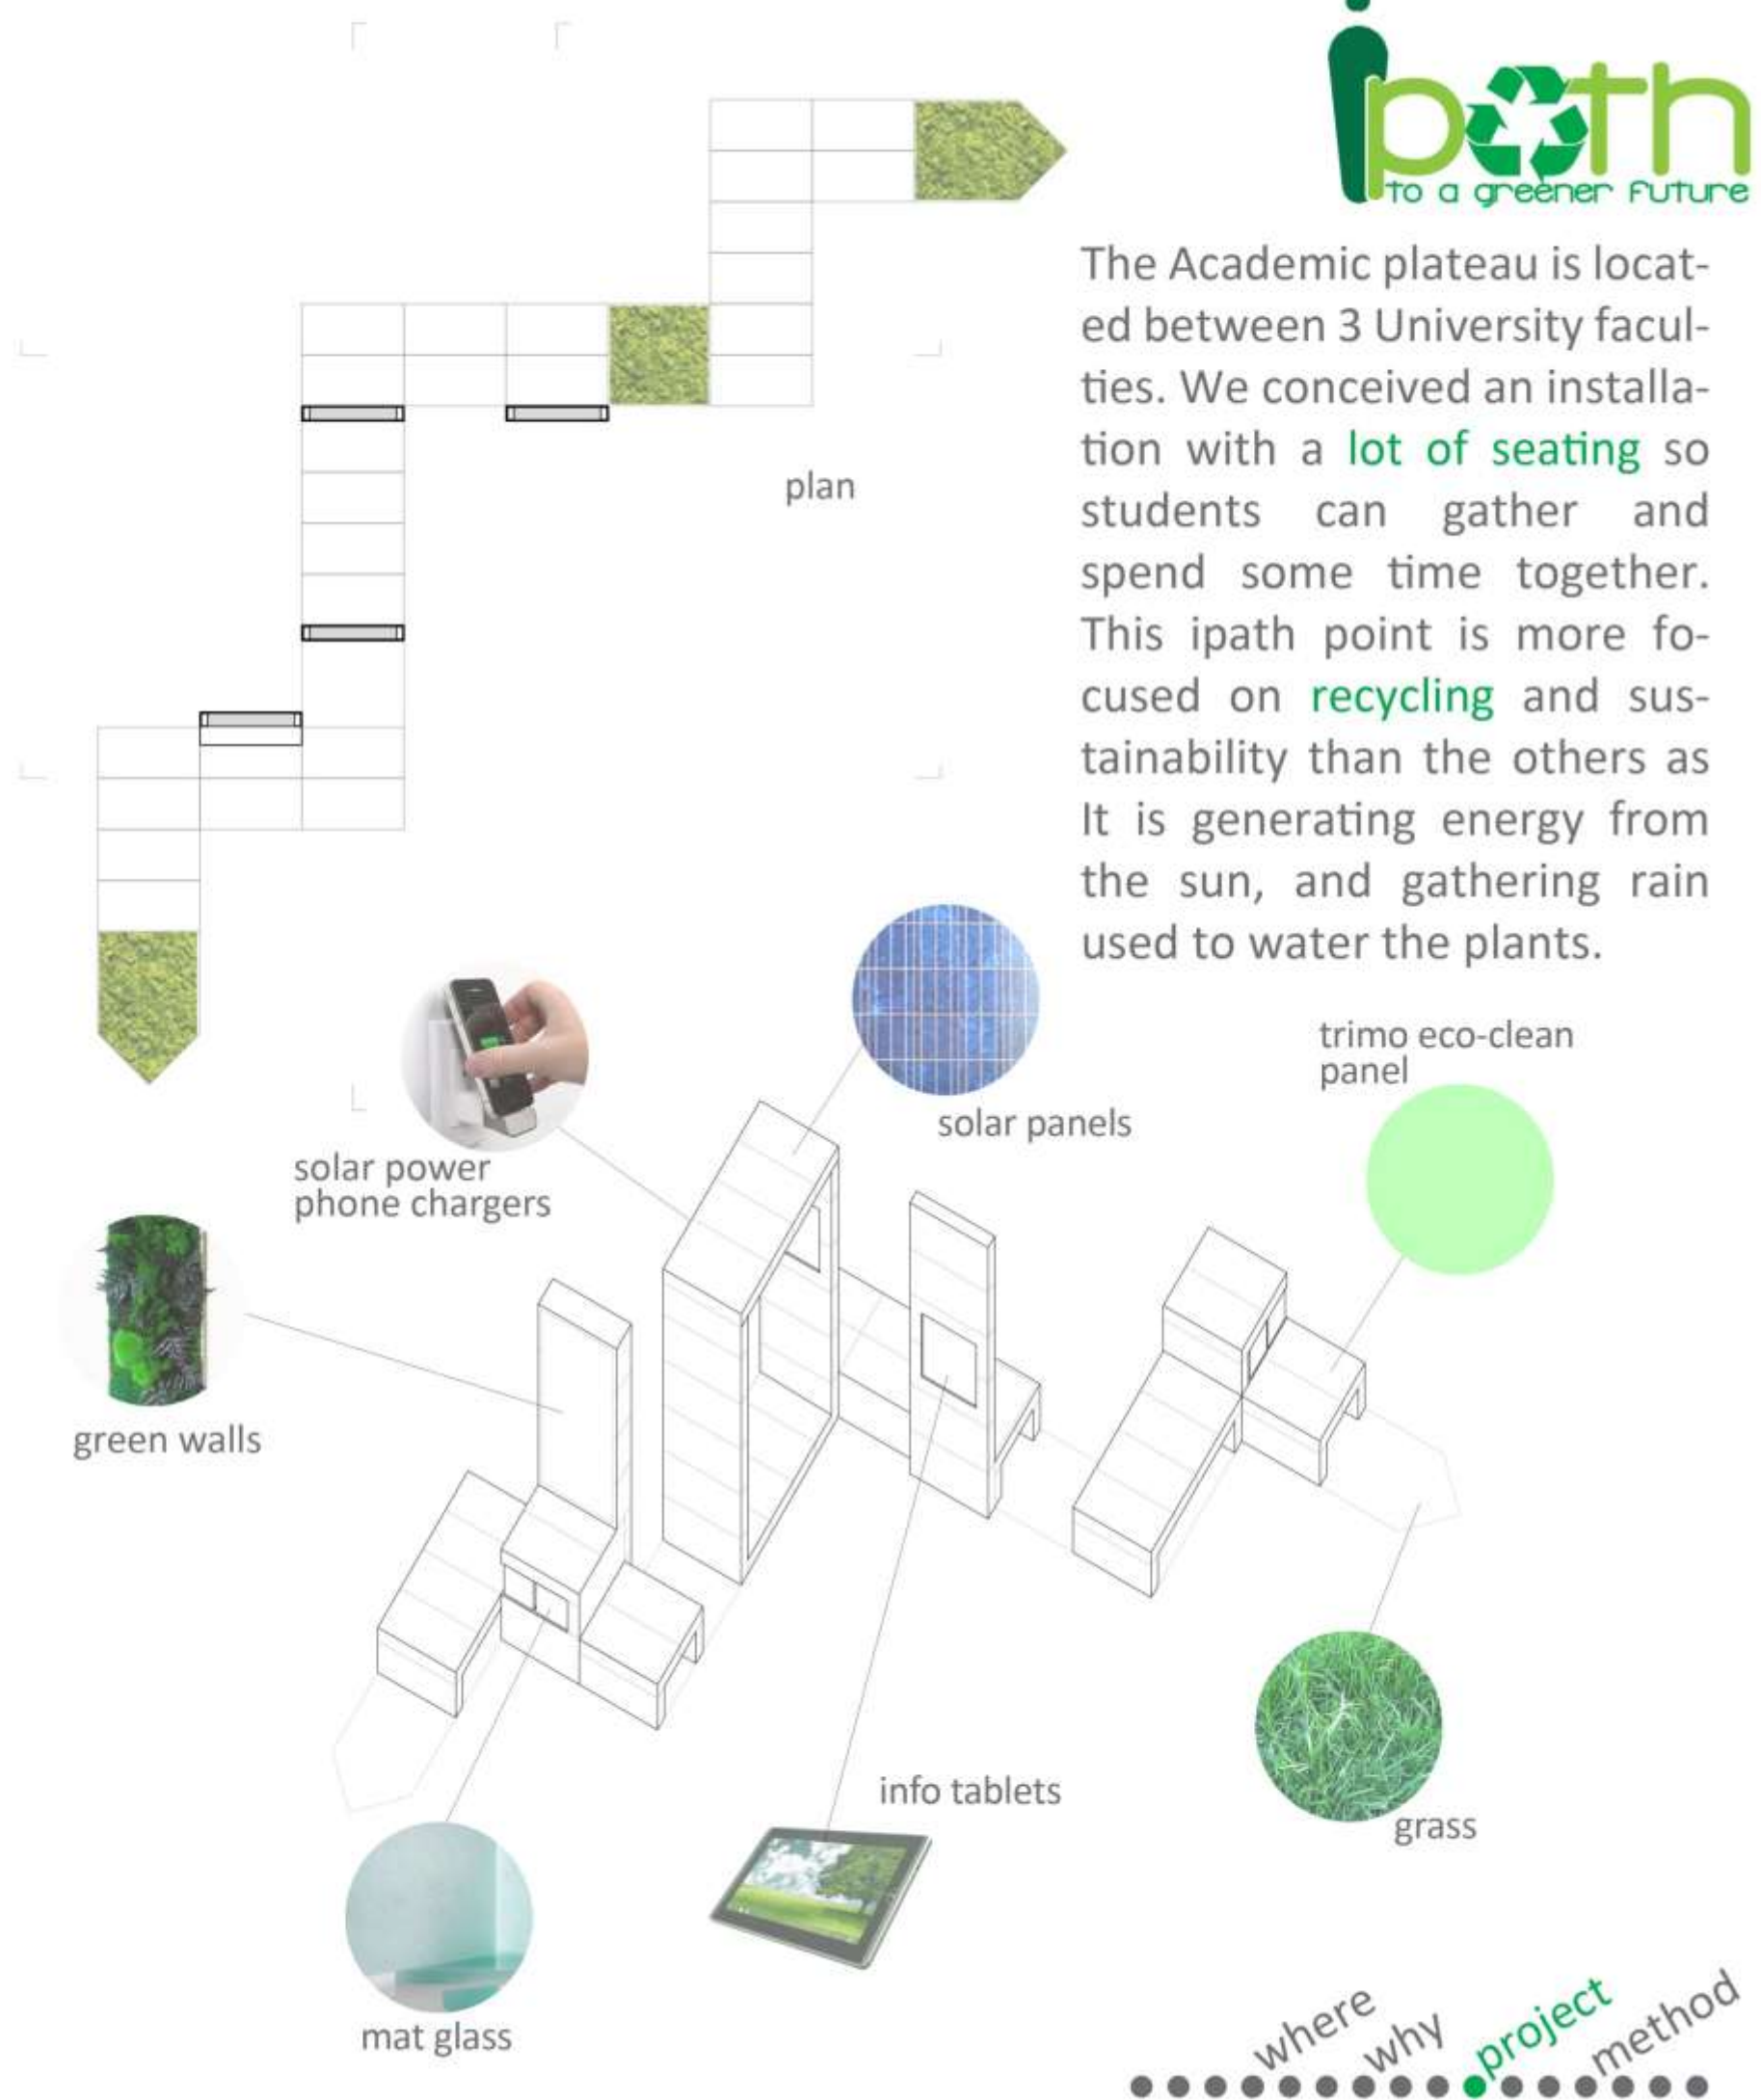 ipath
to a greener future
The Academic plateau is locat-
ed between 3 University facul-
ties. We conceived an installa-
tion with a lot of seating so
students can gather and
spend some time together.
This ipath point is more fo-
cused on recycling and sus-
tainability than the others as
It is generating energy from
the sun, and gathering rain
used to water the plants.
plan
solar panels
trimo eco-clean
panel
solar power
phone chargers
green walls
info tablets
grass
mat glass
where
why
project
method